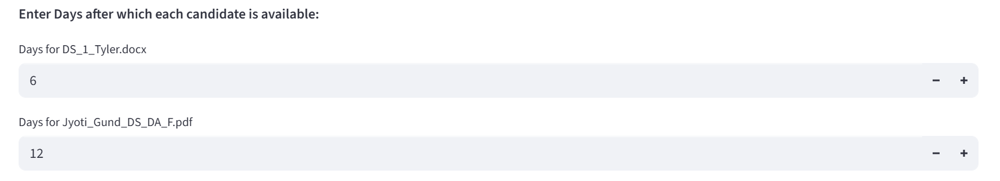 Enter Days after which each candidate is available:
Days for DS_1_Tyler.docx
6
Days for Jyoti_Gund_DS_DA_F.pdf
12